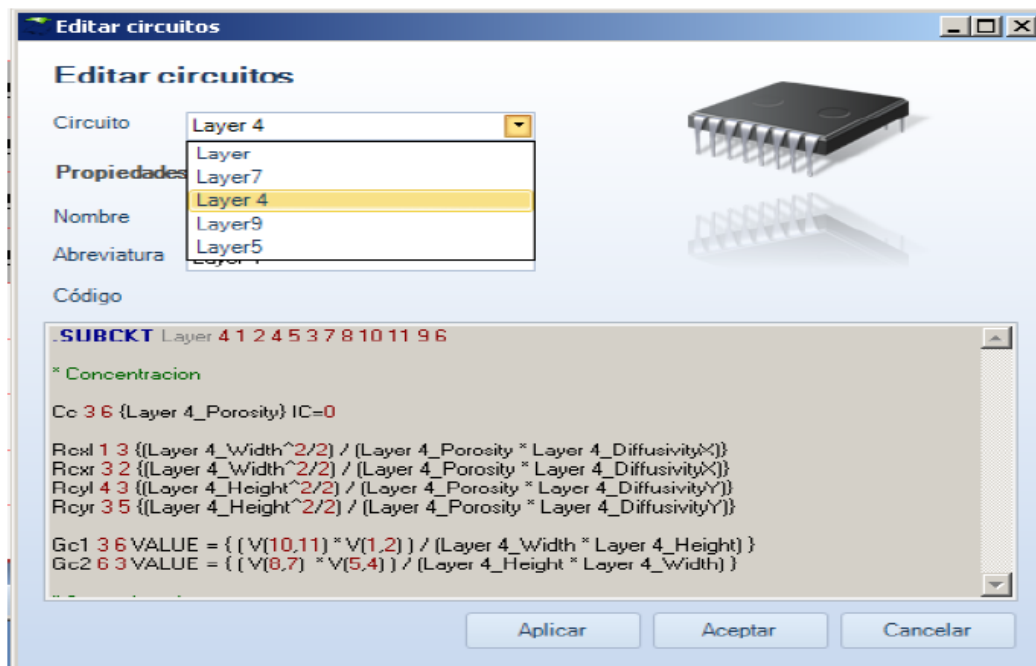 Editar circuitos
Editar circuitos
Circuito
Layer 4
Layer
Propiedades
Layer7
Layer 4
Nombre
Layer9
Abreviatura
Layer5
Código
.SUBCKT Layer 4 1 2 4 5 3 7 8 10 11 9 6
* Concentracion
Cc 3 6 {Layer 4_Porosity} IC=0
Rcxl 1 3 {(Layer 4_Width^2/2) / (Layer 4_Porosity * Layer 4_DiffusivityX)}
Rcxr 3 2 {(Layer 4_Width^2/2) / (Layer 4_Porosity * Layer 4_DiffusivityX)}
Rcyl 4 3 {(Layer 4_Height^2/2) / (Layer 4_Porosity * Layer 4_DiffusivityY)}
Rcyr 3 5 {(Layer 4_Height^2/2) / (Layer 4_Porosity * Layer 4_DiffusivityY)}
Gc1 3 6 VALUE = { ( V(10,11) * V(1,2) ) / (Layer 4_Width * Layer 4_Height) }
Gc2 6 3 VALUE = { ( V(8,7) * V(5,4) ) / (Layer 4_Height * Layer 4_Width) }
Aplicar
Aceptar
Cancelar